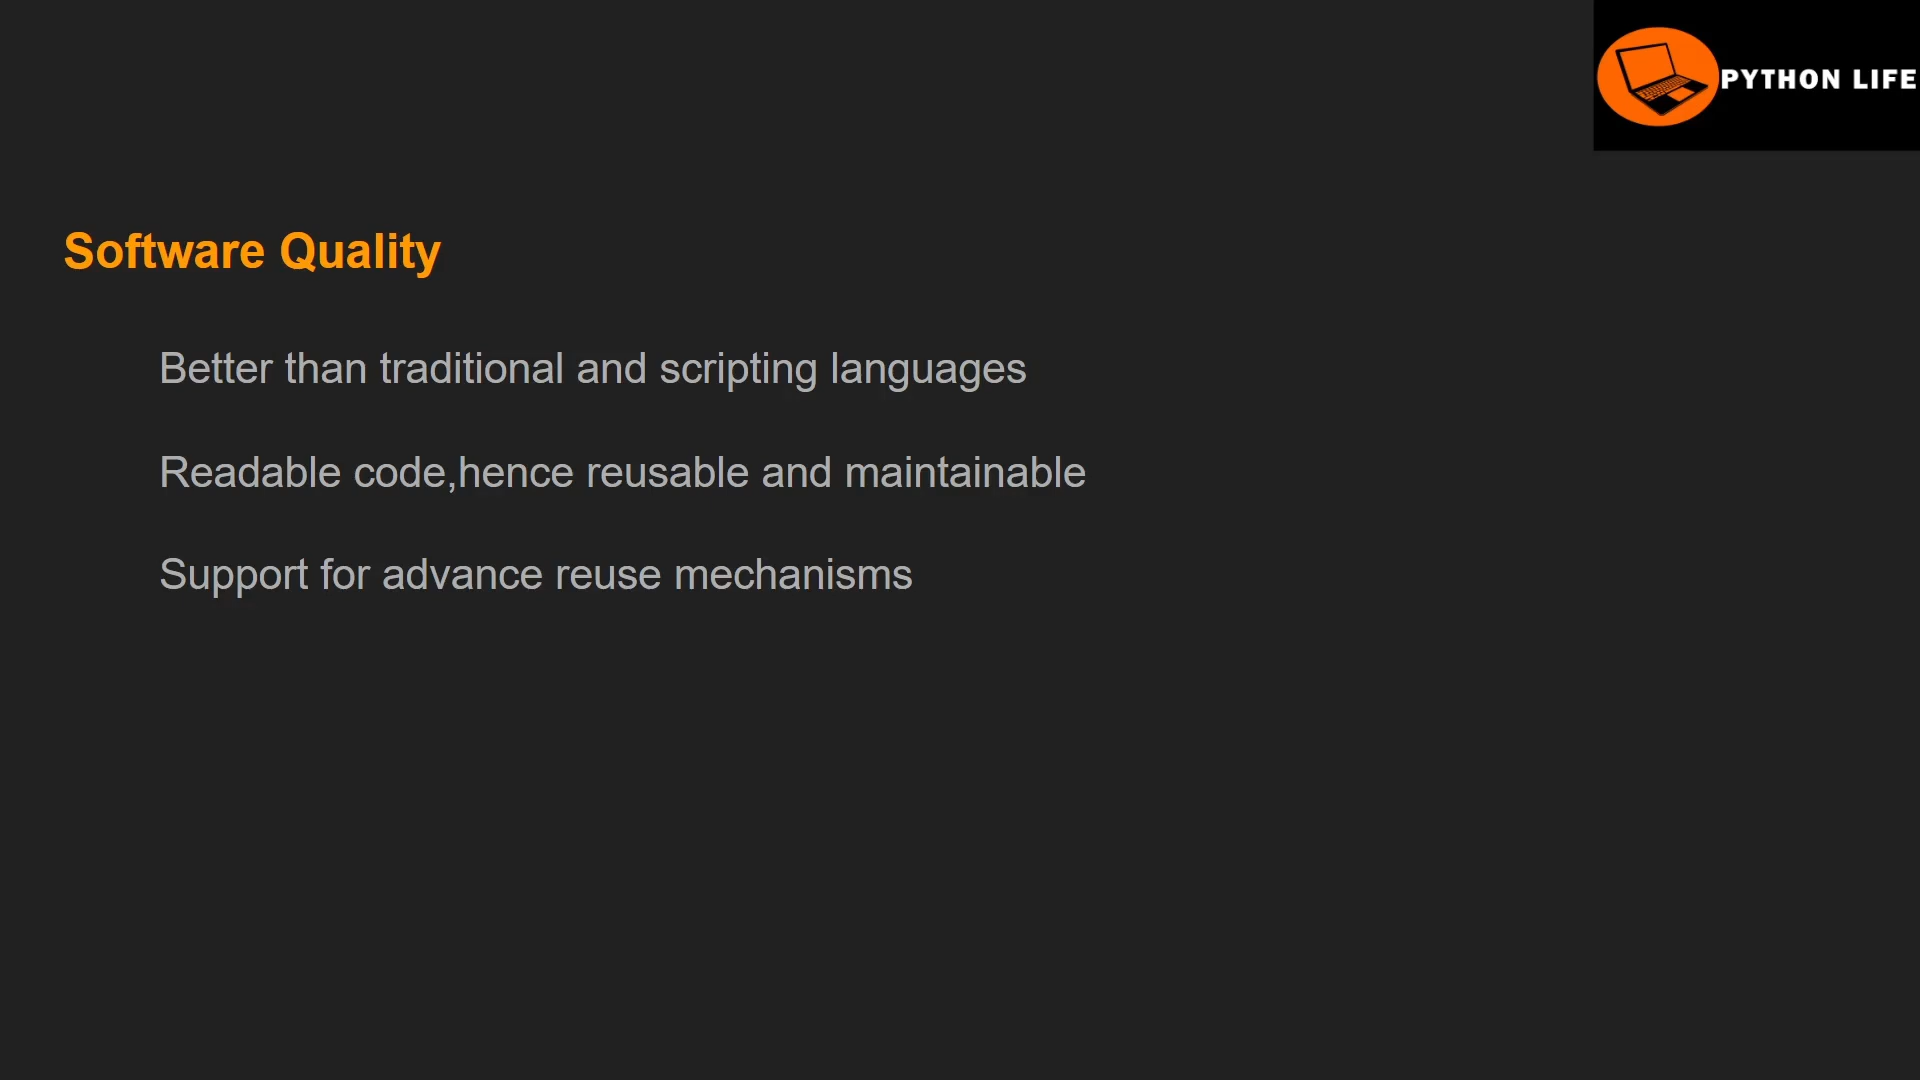 PYTHON LIFE
Software Quality
Better than traditional and scripting languages
Readable code,hence reusable and maintainable
Support for advance reuse mechanisms